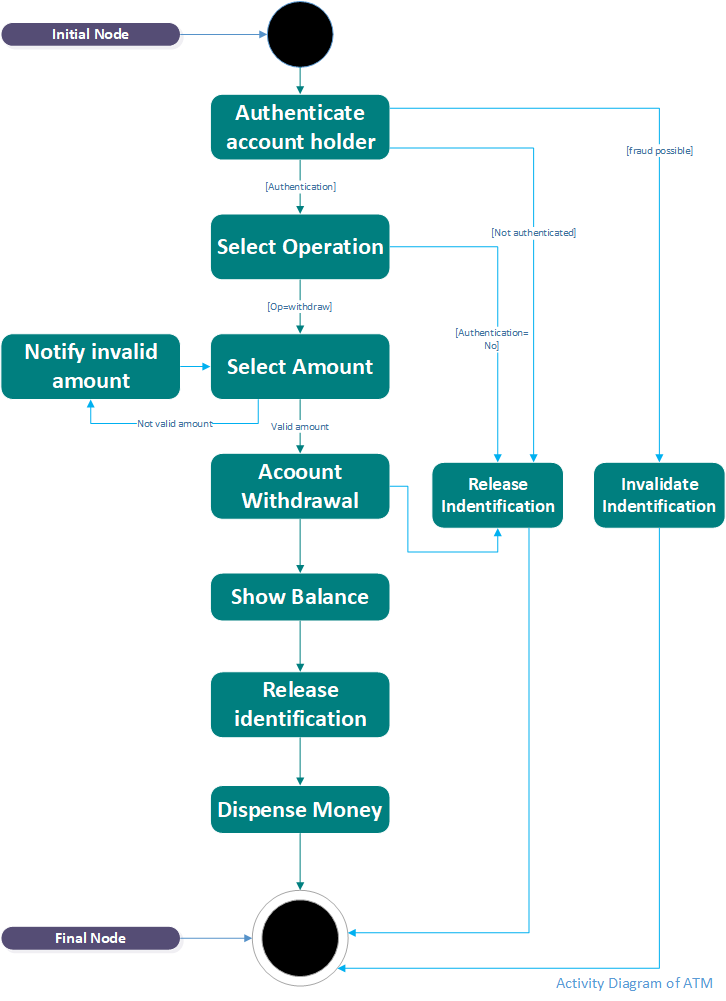 Initial Node
Authenticate
account holder
[fraud possible]
[Authentication]
[Not authenticated]
Select Operation
[Op=withdraw]
[Authentication=
No]
Notify invalid
amount
Select Amount
Not valid amount
Valid amount
Acoount
Withdrawal
Release
Indentification
Invalidate
Indentification
Show Balance
Release
identification
Dispense Money
Final Node
Activity Diagram of ATM